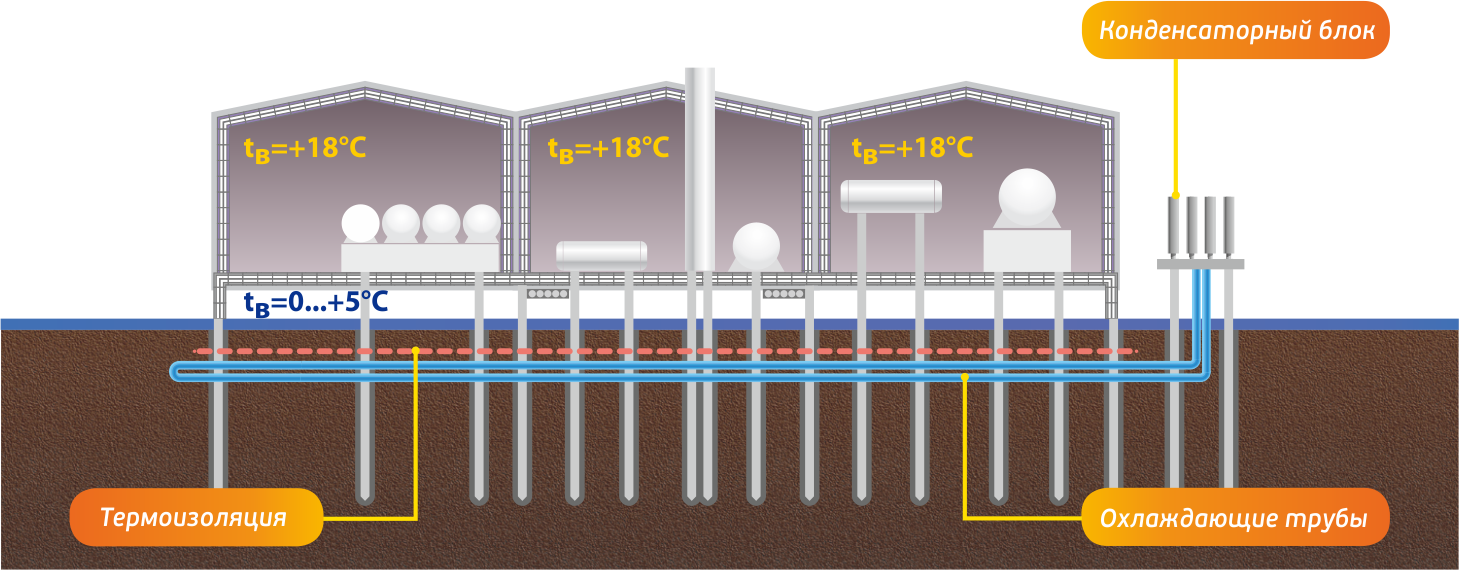 Конденсаторный блок
tв=+18°C
tв=+18°C
tв=+18°C
tв=0...+5°C
Термоизоляция
Охлаждающие трубы